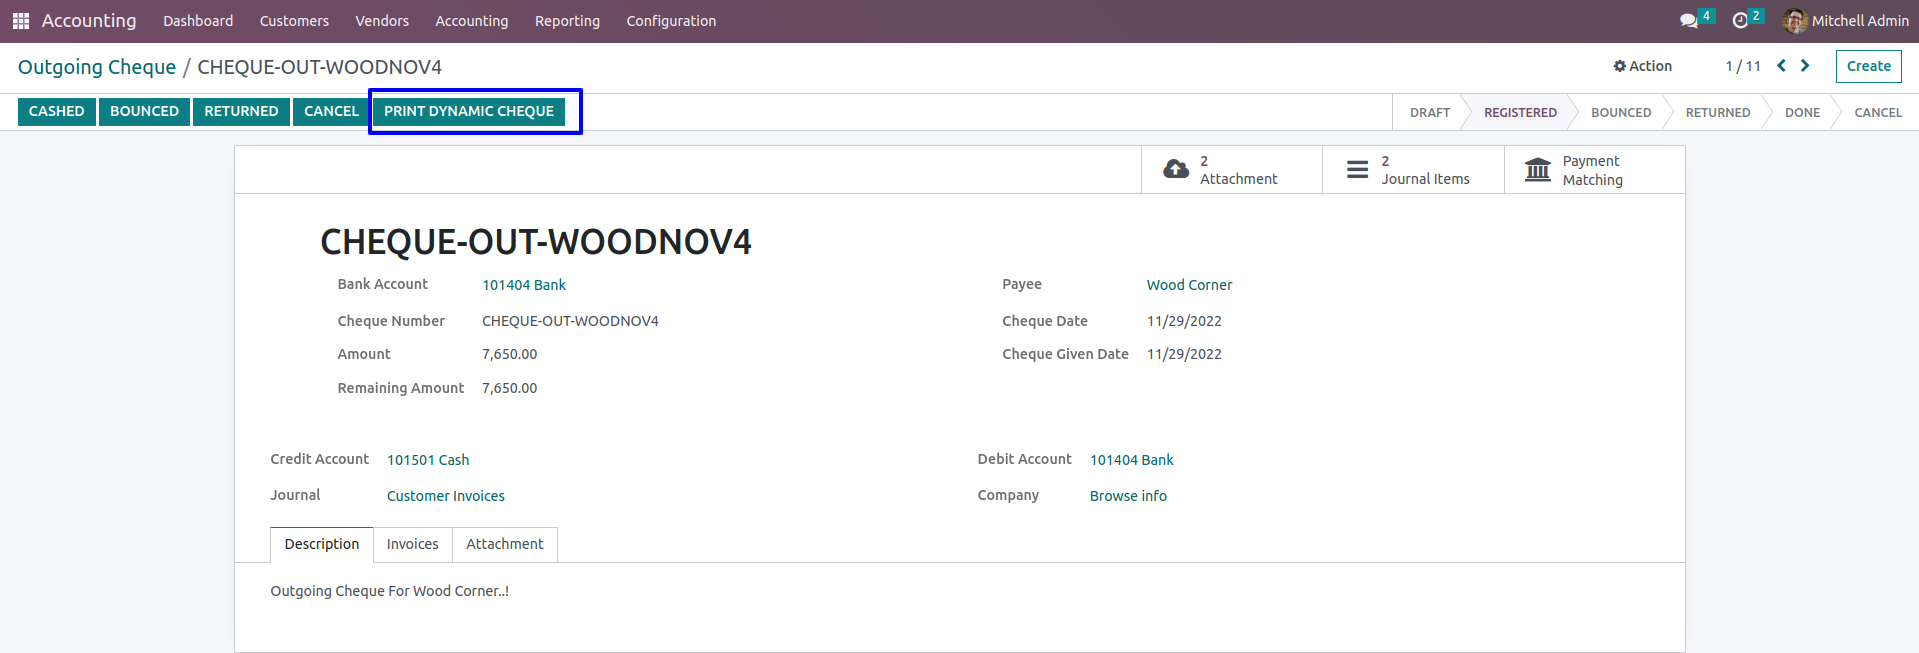 Accounting Dashboard Customers Vendors Accounting Reporting Configuration 4 2 Mitchell Admin
Outgoing Cheque / CHEQUE-OUT-WOODNOV4 Action 1 / 11 Create
CASHED BOUNCED RETURNED CANCEL PRINT DYNAMIC CHEQUE DRAFT REGISTERED BOUNCED RETURNED DONE CANCEL
2 Attachment
2 Journal Items
Payment Matching
CHEQUE-OUT-WOODNOV4
Bank Account 101404 Bank Payee Wood Corner
Cheque Number CHEQUE-OUT-WOODNOV4 Cheque Date 11/29/2022
Amount 7,650.00 Cheque Given Date 11/29/2022
Remaining Amount 7,650.00
Credit Account 101501 Cash Debit Account 101404 Bank
Journal Customer Invoices Company Browse info
Description Invoices Attachment
Outgoing Cheque For Wood Corner..!